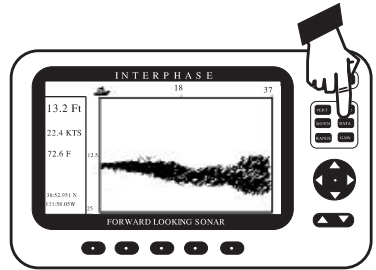 INTERPHASE
18 37
13.2 Ft
22.4 KTS
72.6 F
12.5
36:52.951 N
121:58.05W
25
FORWARD LOOKING SONAR
VERT
DOWN DATA
RANGE GAIN